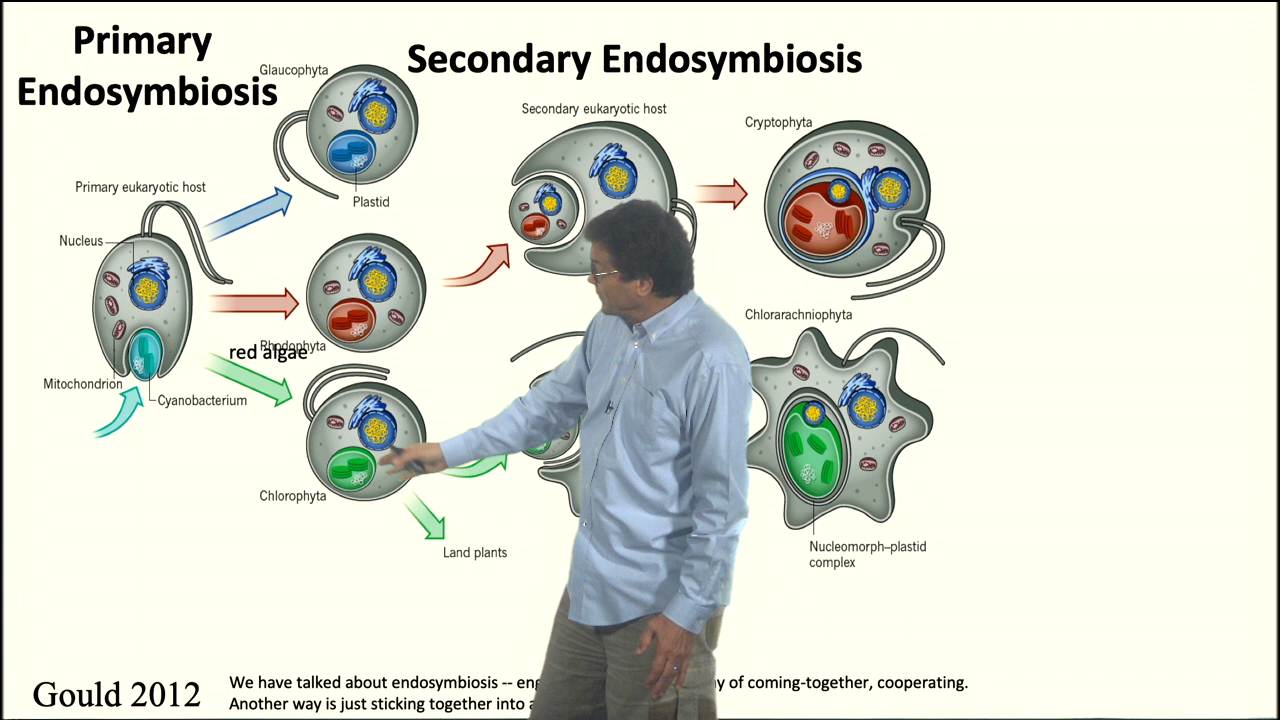 Primary
Endosymbiosis
Secondary Endosymbiosis
Glaucophyta
Plastid
Primary eukaryotic host
Nucleus
Mitochondrion
Cyanobacterium
Rhodophyta
red algae
Chlorophyta
Land plants
Secondary eukaryotic host
Cryptophyta
Chlorarachniophyta
Nucleomorph–plastid
complex
Gould 2012
We have talked about endosymbiosis -- of coming-together, cooperating.
Another way is just sticking together into